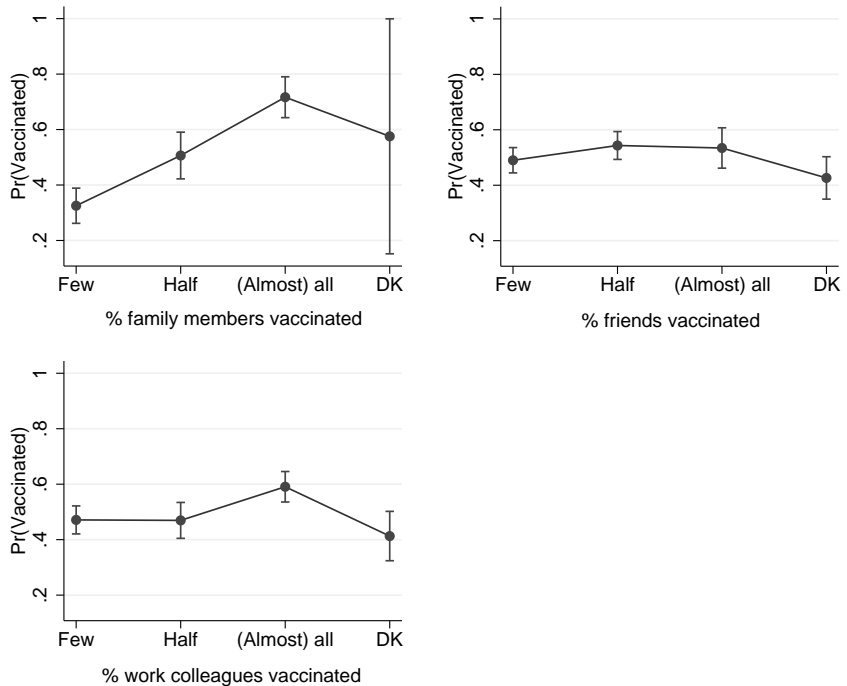 Pr(Vaccinated)
1
.8
.6
.4
.2
Few Half (Almost) all DK
% family members vaccinated
Pr(Vaccinated)
1
.8
.6
.4
.2
Few Half (Almost) all DK
% friends vaccinated
Pr(Vaccinated)
1
.8
.6
.4
.2
Few Half (Almost) all DK
% work colleagues vaccinated